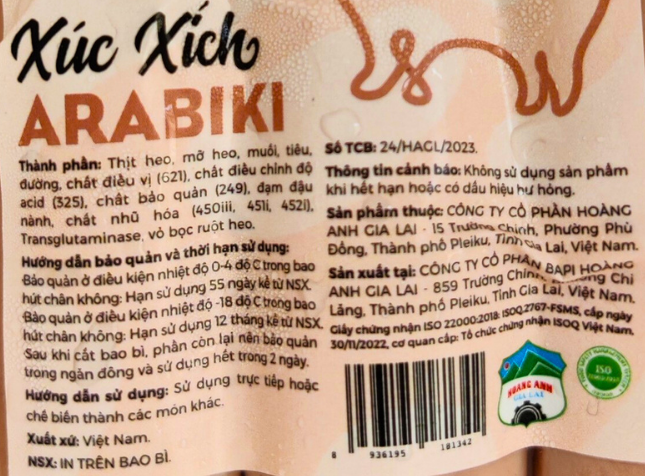 Xúc Xích
ARABIKI
Thành phần: Thịt heo, mỡ heo, muối, tiêu,
đường, chất điều vị (621), chất điều chỉnh độ
acid (325), chất bảo quản (249), đạm đậu
nành, chất nhũ hóa (450iii, 451i, 452i),
Transglutaminase, vỏ bọc ruột heo.
Hướng dẫn bảo quản và thời hạn sử dụng:
Bảo quản ở điều kiện nhiệt độ 0-4 độ C trong bao
hút chân không: Hạn sử dụng 55 ngày kể từ NSX.
Bảo quản ở điều kiện nhiệt độ -18 độ C trong bao
hút chân không: Hạn sử dụng 12 tháng kể từ NSX.
Sau khi cắt bao bì, phần còn lại nên bảo quản
trong ngăn đông và sử dụng hết trong 2 ngày.
Hướng dẫn sử dụng: Sử dụng trực tiếp hoặc
chế biến thành các món khác.
Xuất xứ: Việt Nam.
NSX: IN TRÊN BAO BÌ.
Số TCB: 24/HAGL/2023.
Thông tin cảnh báo: Không sử dụng sản phẩm
khi hết hạn hoặc có dấu hiệu hư hỏng.
Sản phẩm thuộc: CÔNG TY CỔ PHẦN HOÀNG
ANH GIA LAI - 15 Trường Chinh, Phường Phù
Đổng, Thành phố Pleiku, Tỉnh Gia Lai, Việt Nam.
Sản xuất tại: CÔNG TY CỔ PHẦN BAPI HOÀNG
ANH GIA LAI - 859 Trường Chinh, Chi
Lăng, Thành phố Pleiku, Tỉnh Gia Lai, Việt Nam.
Giấy chứng nhận ISO 22000:2018: ISOQ.2767-FSMS, cấp ngày
30/11/2022, cơ quan cấp: Tổ chức chứng nhận ISOQ Việt Nam.
HOANG ANH
GIA LAI
ISO
8 936195 181342